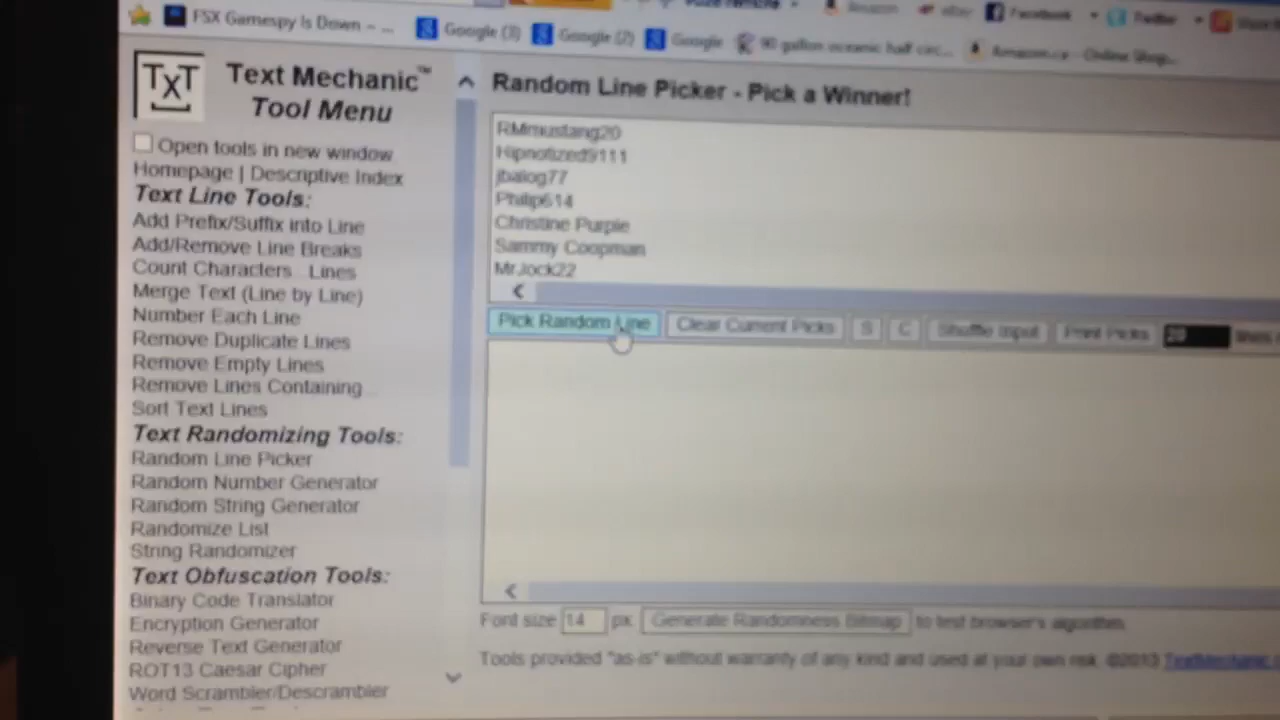 FSX Gamespy Is Down - ...
Google (3)
Google (2)
Google
90 gallon oceanic half circ...
Amazon.ca - Online Shop...
Amazon
eBay
Facebook
Twitter
TXT
Text Mechanic™
Tool Menu
Open tools in new window
Homepage | Descriptive Index
Text Line Tools:
Add Prefix/Suffix into Line
Add/Remove Line Breaks
Count Characters.. Lines
Merge Text (Line by Line)
Number Each Line
Remove Duplicate Lines
Remove Empty Lines
Remove Lines Containing..
Sort Text Lines
Text Randomizing Tools:
Random Line Picker
Random Number Generator
Random String Generator
Randomize List
String Randomizer
Text Obfuscation Tools:
Binary Code Translator
Encryption Generator
Reverse Text Generator
ROT13 Caesar Cipher
Word Scrambler/Descrambler
Random Line Picker - Pick a Winner!
RMmustang20
Hipnotized9111
jbalog77
Philip614
Christine Purple
Sammy Coopman
MrJock22
Pick Random Line
Clear Current Picks
S
C
Shuffle Input
Print Picks
20
Font size 14 px Generate Randomness Bitmap to test browser's algorithm.
Tools provided "as-is" without warranty of any kind and used at your own risk. ©2013 TextMechanic